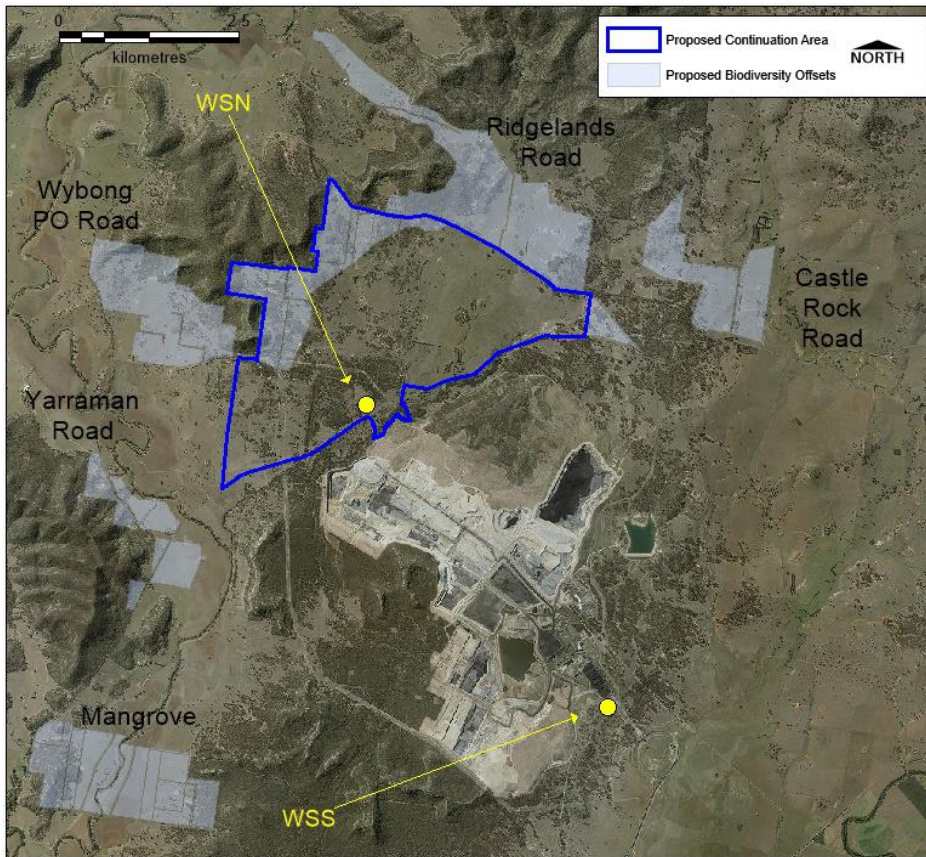 0 2.5
kilometres
Proposed Continuation Area
NORTH
Proposed Biodiversity Offsets
WSN
Ridgelands
Road
Wybong
PO Road
Castle
Rock
Road
Yarraman
Road
Mangrove
WSS